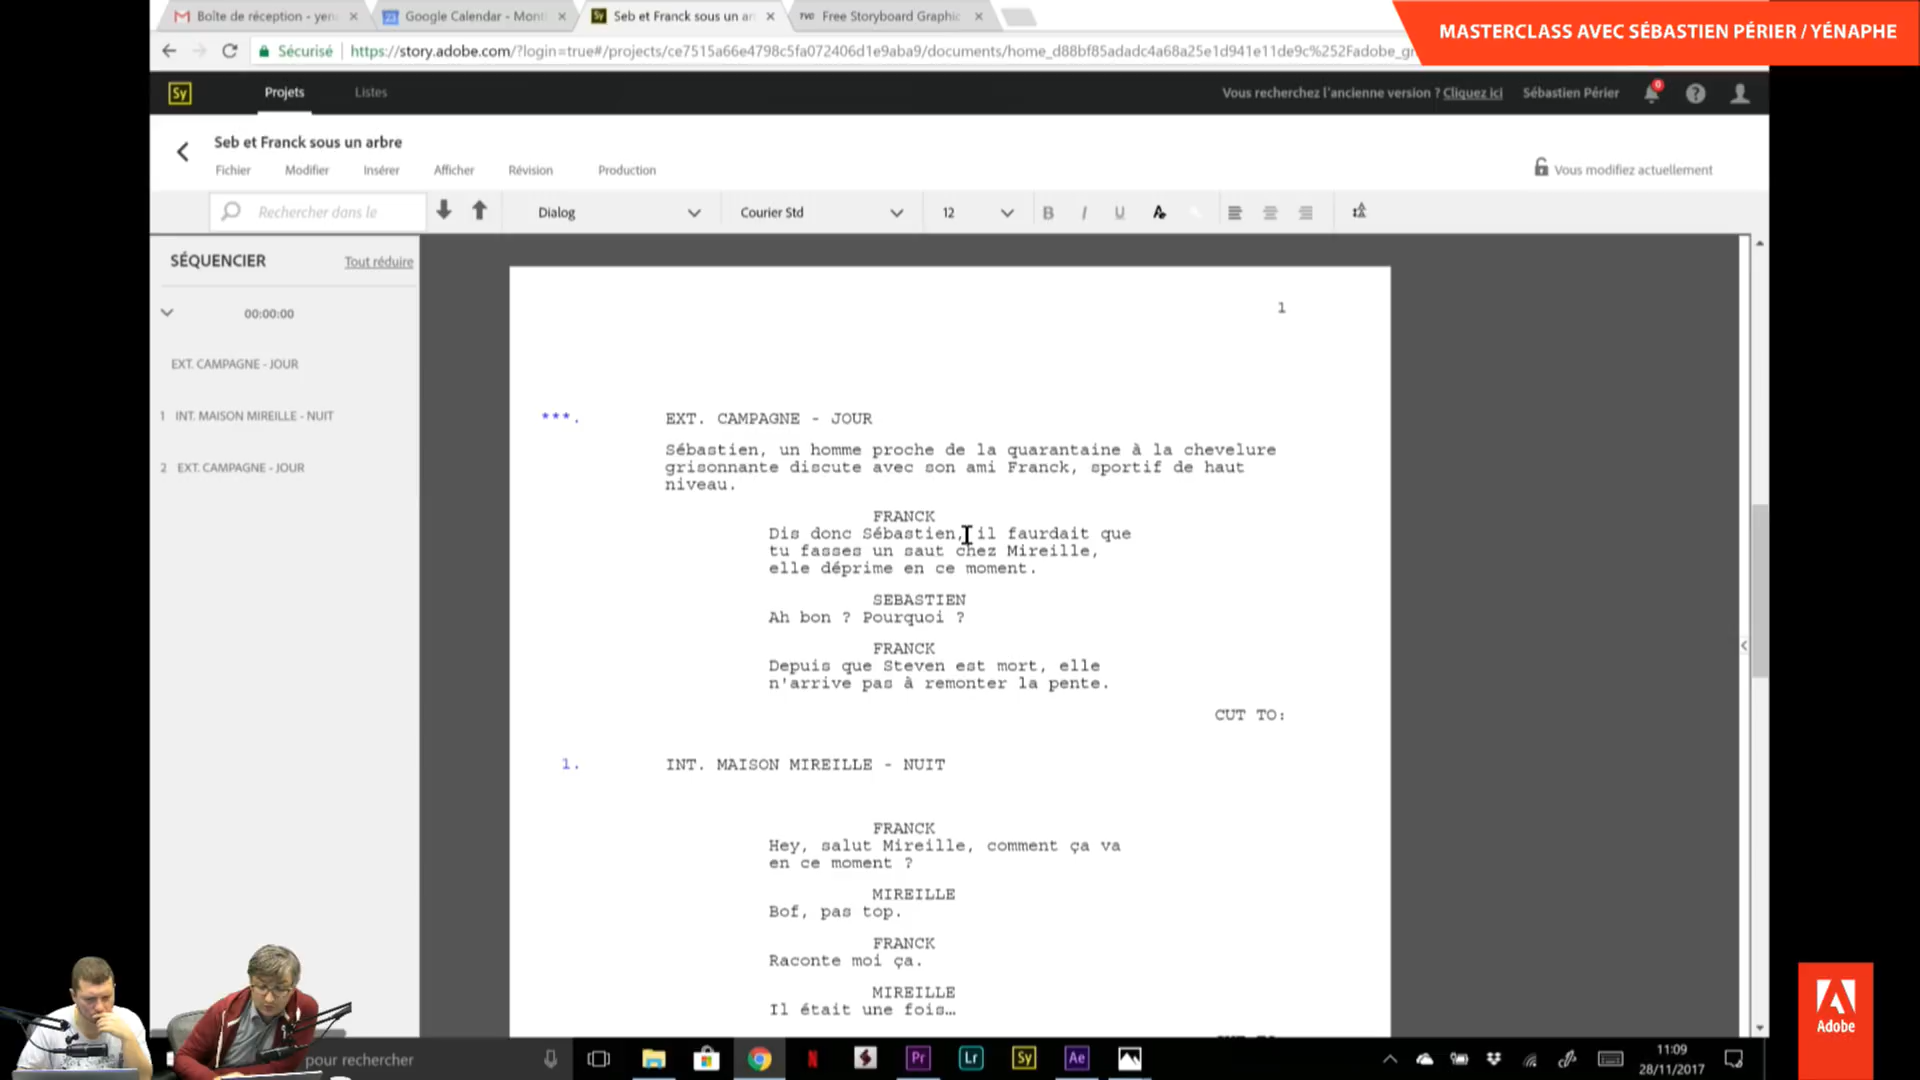 Boîte de réception - yen
Google Calendar - Mont
Seb et Franck sous un ar
Free Storyboard Graphic
MASTERCLASS AVEC SÉBASTIEN PÉRIER / YÉNAPHE
Sécurisé
https://story.adobe.com/?login=true#/projects/ce7515a66e4798c5fa072406d1e9aba9/documents/home_d88bf85adadc4a68a25e1d941e11de9c%252Fadobe_g
Sy
Projets
Listes
Vous recherchez l'ancienne version ? Cliquez ici
Sébastien Périer
0
Seb et Franck sous un arbre
Fichier
Modifier
Insérer
Afficher
Révision
Production
Vous modifiez actuellement
Rechercher dans le
Dialog
Courier Std
12
B
I
U
SÉQUENCIER
Tout réduire
00:00:00
EXT. CAMPAGNE - JOUR
1 INT. MAISON MIREILLE - NUIT
2 EXT. CAMPAGNE - JOUR
1
***. EXT. CAMPAGNE - JOUR
Sébastien, un homme proche de la quarantaine à la chevelure
grisonnante discute avec son ami Franck, sportif de haut
niveau.
FRANCK
Dis donc Sébastien, il faurdait que
tu fasses un saut chez Mireille,
elle déprime en ce moment.
SEBASTIEN
Ah bon ? Pourquoi ?
FRANCK
Depuis que Steven est mort, elle
n'arrive pas à remonter la pente.
CUT TO:
1. INT. MAISON MIREILLE - NUIT
FRANCK
Hey, salut Mireille, comment ça va
en ce moment ?
MIREILLE
Bof, pas top.
FRANCK
Raconte moi ça.
MIREILLE
Il était une fois…
pour rechercher
Pr
Lr
Sy
Ae
11:09
28/11/2017
Adobe